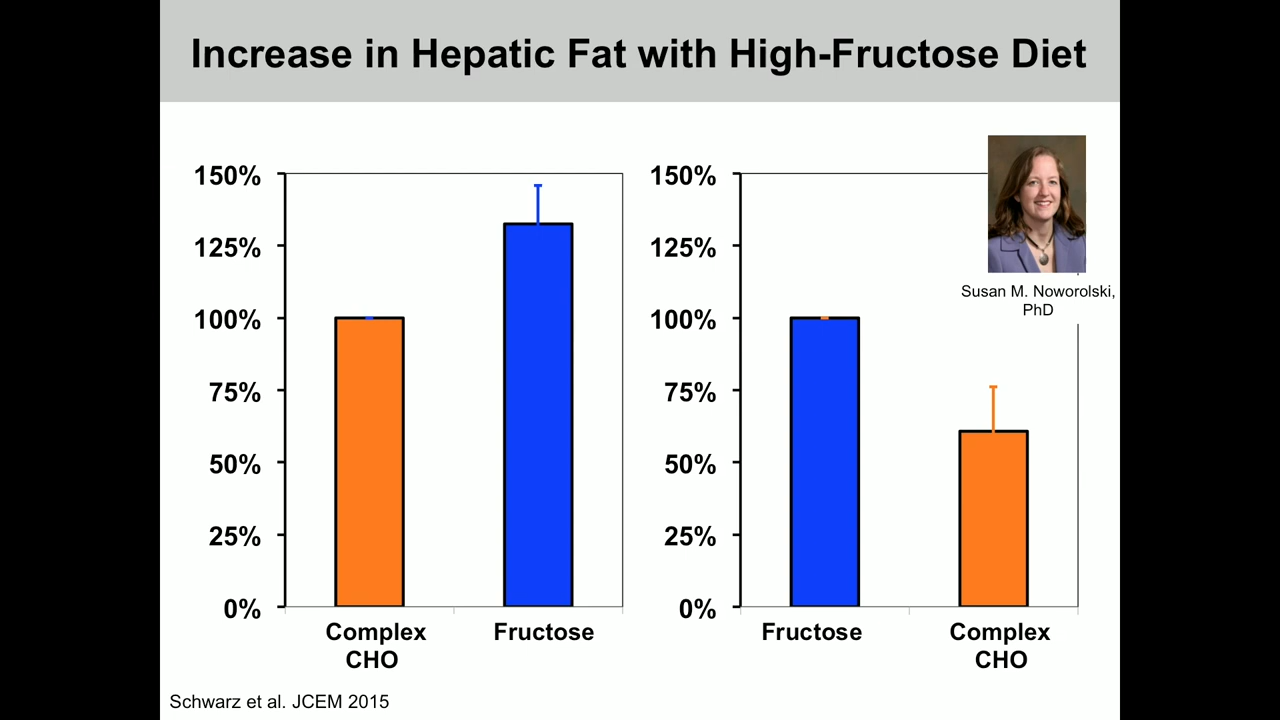 Increase in Hepatic Fat with High-Fructose Diet
150%
125%
100%
75%
50%
25%
0%
Complex
CHO
Fructose
150%
125%
100%
75%
50%
25%
0%
Fructose
Complex
CHO
Susan M. Noworolski,
PhD
Schwarz et al. JCEM 2015